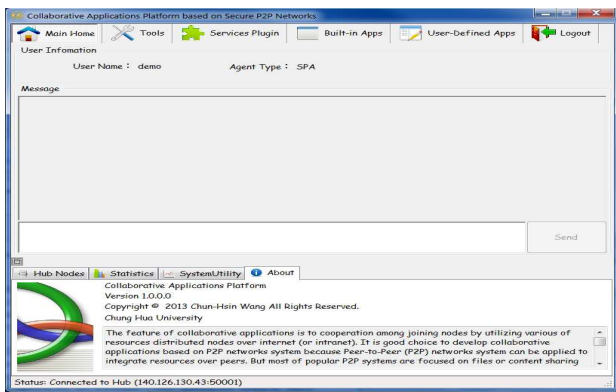 Collaborative Applications Platform based on Secure P2P Networks
Main Home Tools Services Plugin Built-in Apps User-Defined Apps Logout
User Infomation
User Name : demo Agent Type : SPA
Message
Send
Hub Nodes Statistics SystemUtility About
Collaborative Applications Platform
Version 1.0.0.0
Copyright © 2013 Chun-Hsin Wang All Rights Reserved.
Chung Hua University
The feature of collaborative applications is to cooperation among joining nodes by utilizing various of
resources distributed nodes over internet (or intranet). It is good choice to develop collaborative
applications based on P2P networks system because Peer-to-Peer (P2P) networks system can be applied to
integrate resources over peers. But most of popular P2P systems are focused on files or content sharing
Status: Connected to Hub (140.126.130.43:50001)